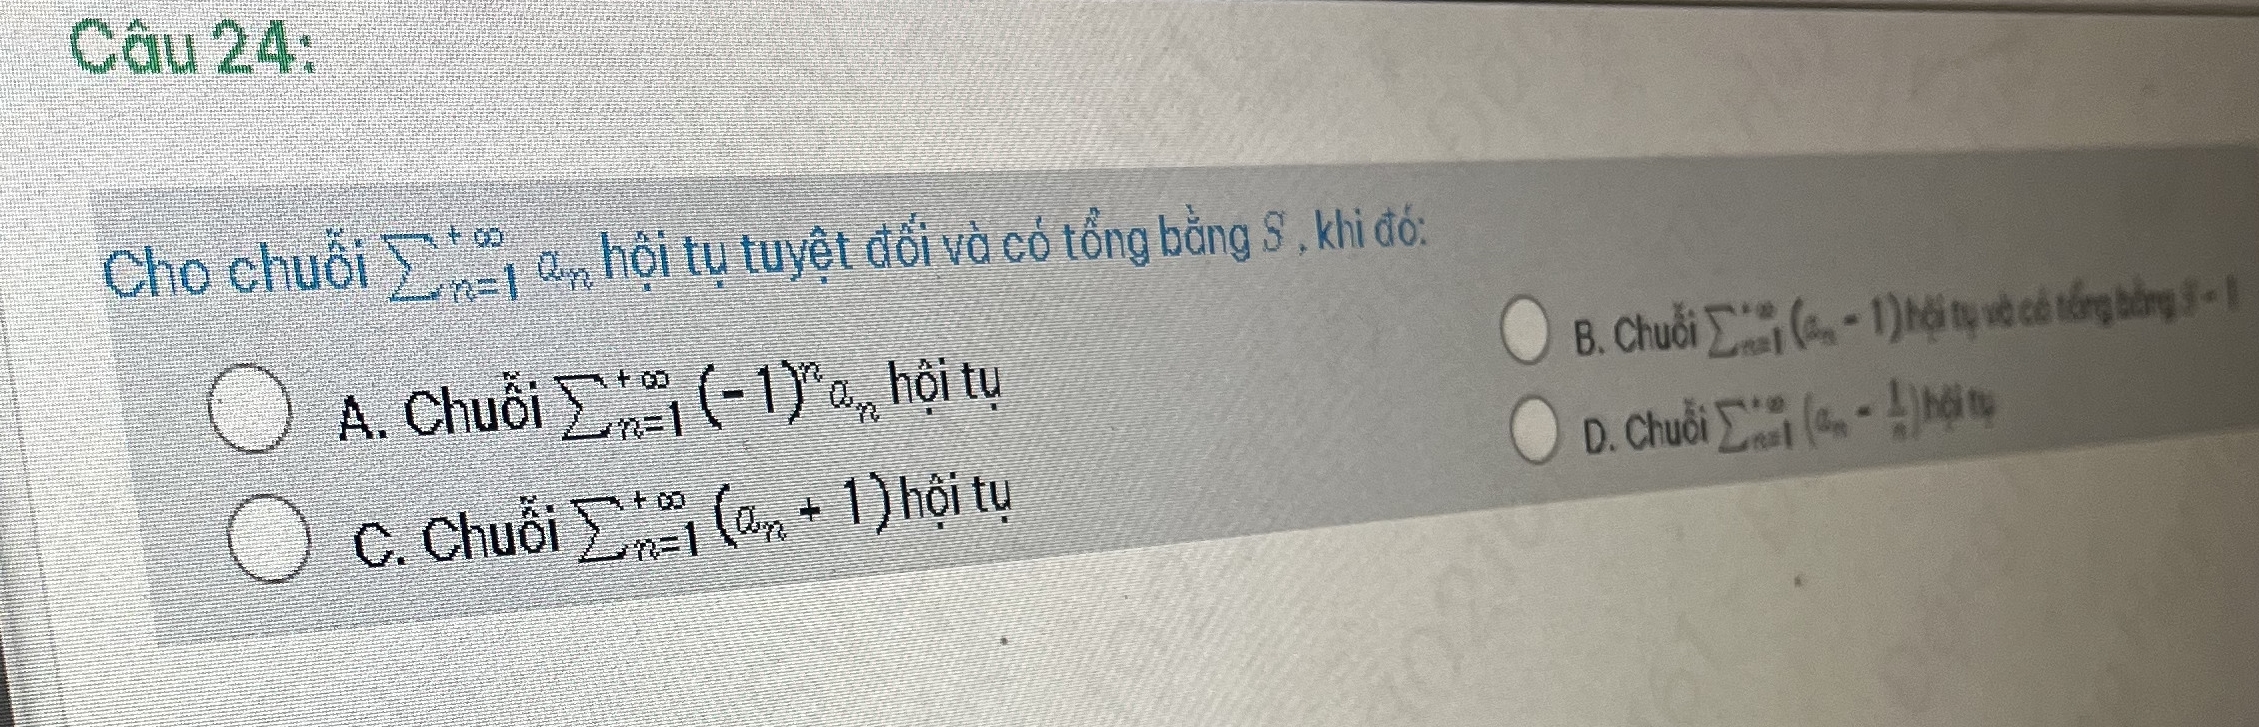 Câu 24:
Cho chuỗi ∑_{n=1}^{+∞} a_n hội tụ tuyệt đối và có tổng bằng S , khi đó:
A. Chuỗi ∑_{n=1}^{+∞} (-1)^n a_n hội tụ
B. Chuỗi ∑_{n=1}^{+∞} (a_n - 1) hội tụ và có tổng bằng S - 1
C. Chuỗi ∑_{n=1}^{+∞} (a_n + 1) hội tụ
D. Chuỗi ∑_{n=1}^{+∞} (a_n - 1/n) hội tụ